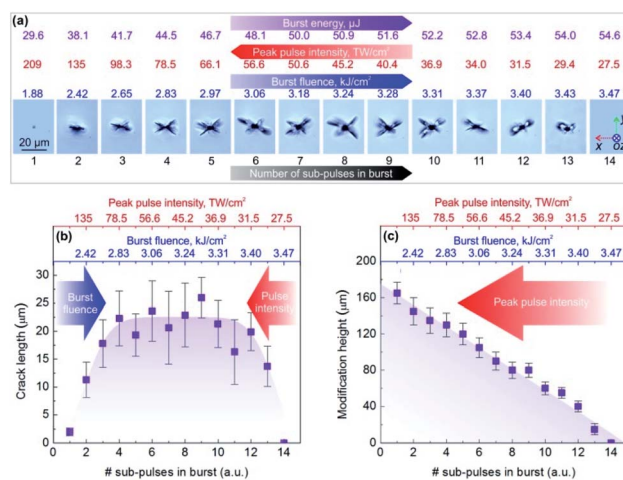 (a)
Burst energy, μJ
29.6 38.1 41.7 44.5 46.7 48.1 50.0 50.9 51.6 52.2 52.8 53.4 54.0 54.6
Peak pulse intensity, TW/cm²
209 135 98.3 78.5 66.1 56.6 50.6 45.2 40.4 36.9 34.0 31.5 29.4 27.5
Burst fluence, kJ/cm²
1.88 2.42 2.65 2.83 2.97 3.06 3.18 3.24 3.28 3.31 3.37 3.40 3.43 3.47
20 μm
x oz
1 2 3 4 5 6 7 8 9 10 11 12 13 14
Number of sub-pulses in burst
Peak pulse intensity, TW/cm²
135 78.5 56.6 45.2 36.9 31.5 27.5
Burst fluence, kJ/cm²
2.42 2.83 3.06 3.24 3.31 3.40 3.47
(b)
Burst
fluence
Pulse
intensity
Crack length (μm)
0 5 10 15 20 25 30
0 2 4 6 8 10 12 14
# sub-pulses in burst (a.u.)
Peak pulse intensity, TW/cm²
135 78.5 56.6 45.2 36.9 31.5 27.5
Burst fluence, kJ/cm²
2.42 2.83 3.06 3.24 3.31 3.40 3.47
(c)
Peak pulse intensity
Modification height (μm)
0 40 80 120 160 200
0 2 4 6 8 10 12 14
# sub-pulses in burst (a.u.)